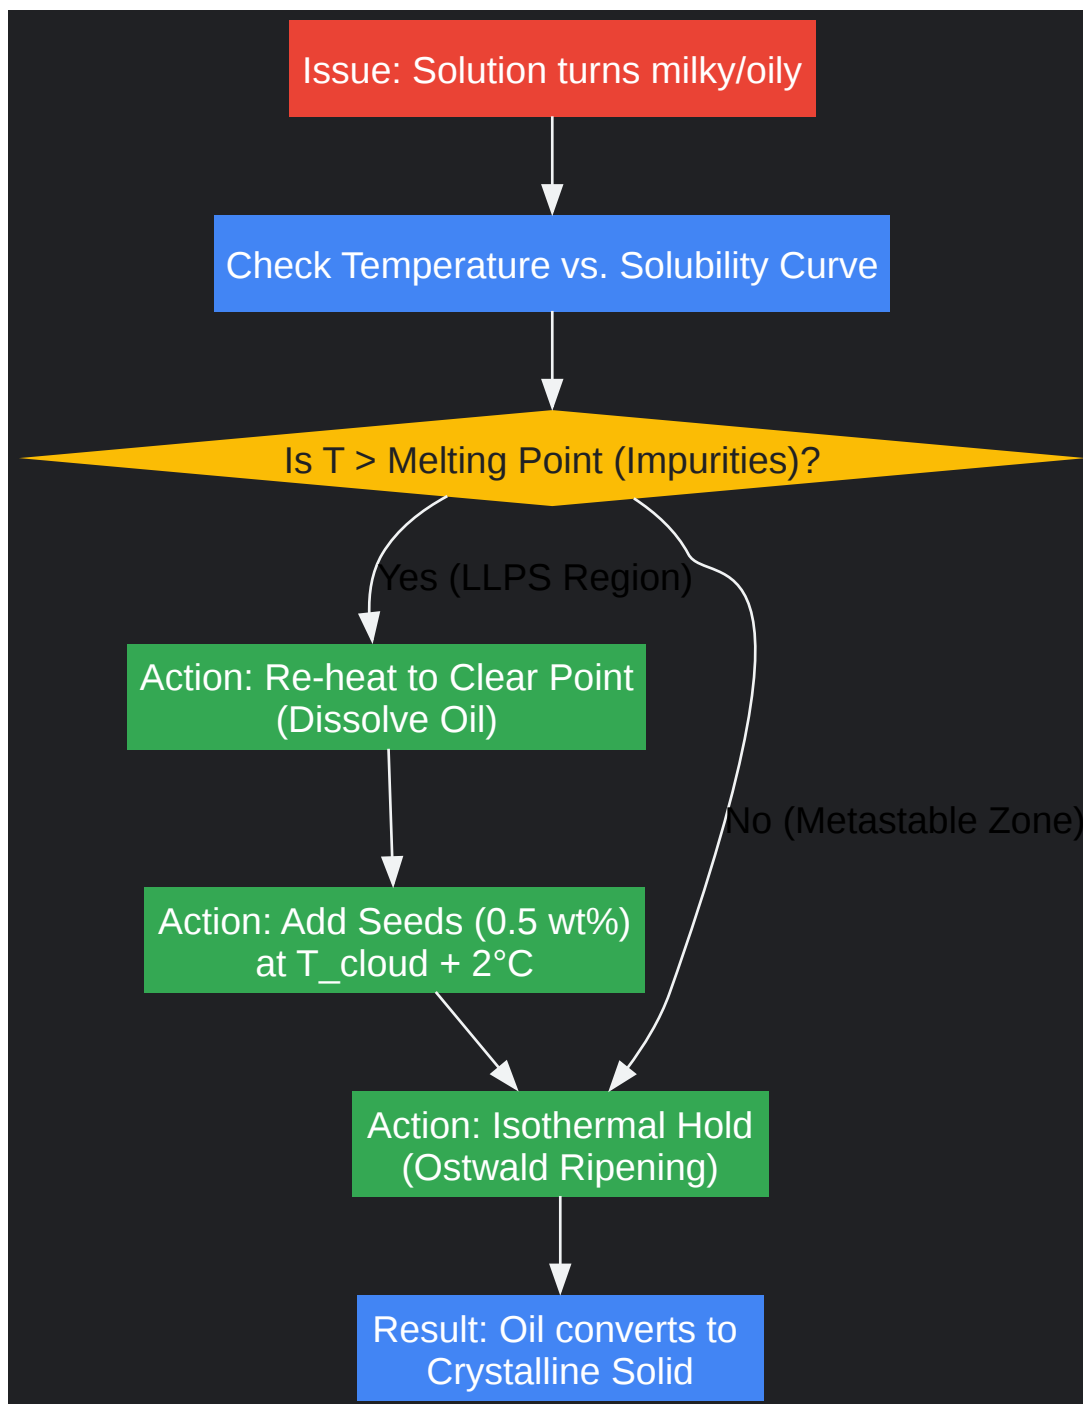 Issue: Solution turns milky/oily
Check Temperature vs. Solubility Curve
Is T > Melting Point (Impurities)?
Yes (LLPS Region)
Action: Re-heat to Clear Point
(Dissolve Oil)
No (Metastable Zone)
Action: Add Seeds (0.5 wt%)
at T_cloud + 2°C
Action: Isothermal Hold
(Ostwald Ripening)
Result: Oil converts to
Crystalline Solid